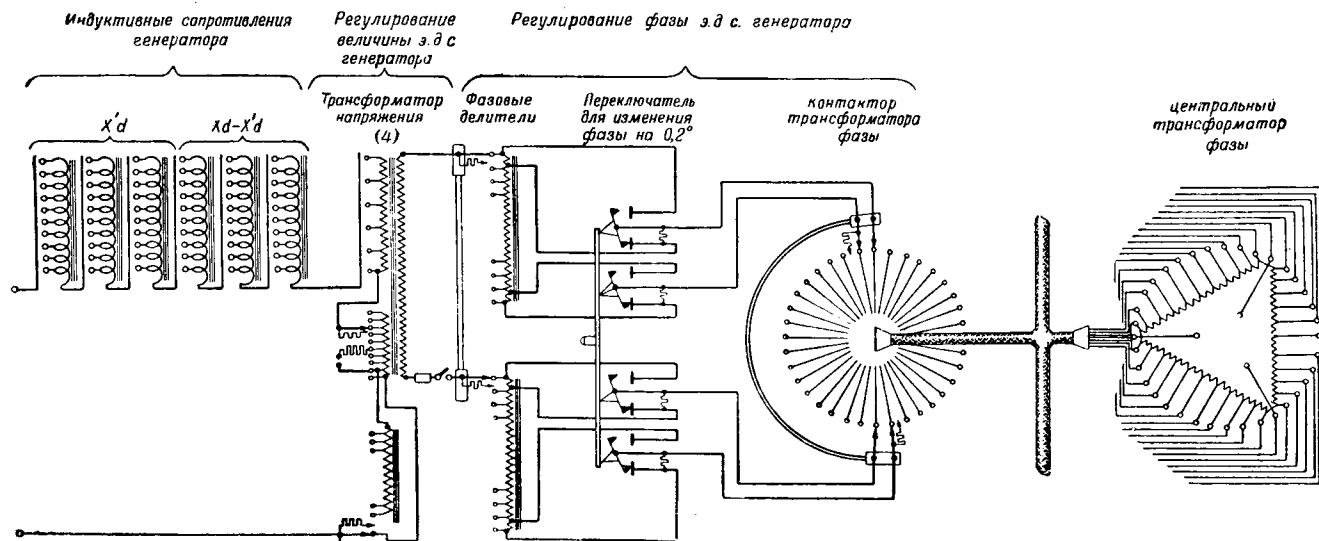 Индуктивные сопротивления
генератора
Регулирование
величины э.д с
генератора
Регулирование фазы э.д с. генератора
X'd
Xd-X'd
Трансформатор
напряжения
(4)
Фазовые
делители
Переключатель
для изменения
фазы на 0,2°
контактор
трансформатора
фазы
центральный
трансформатор
фазы